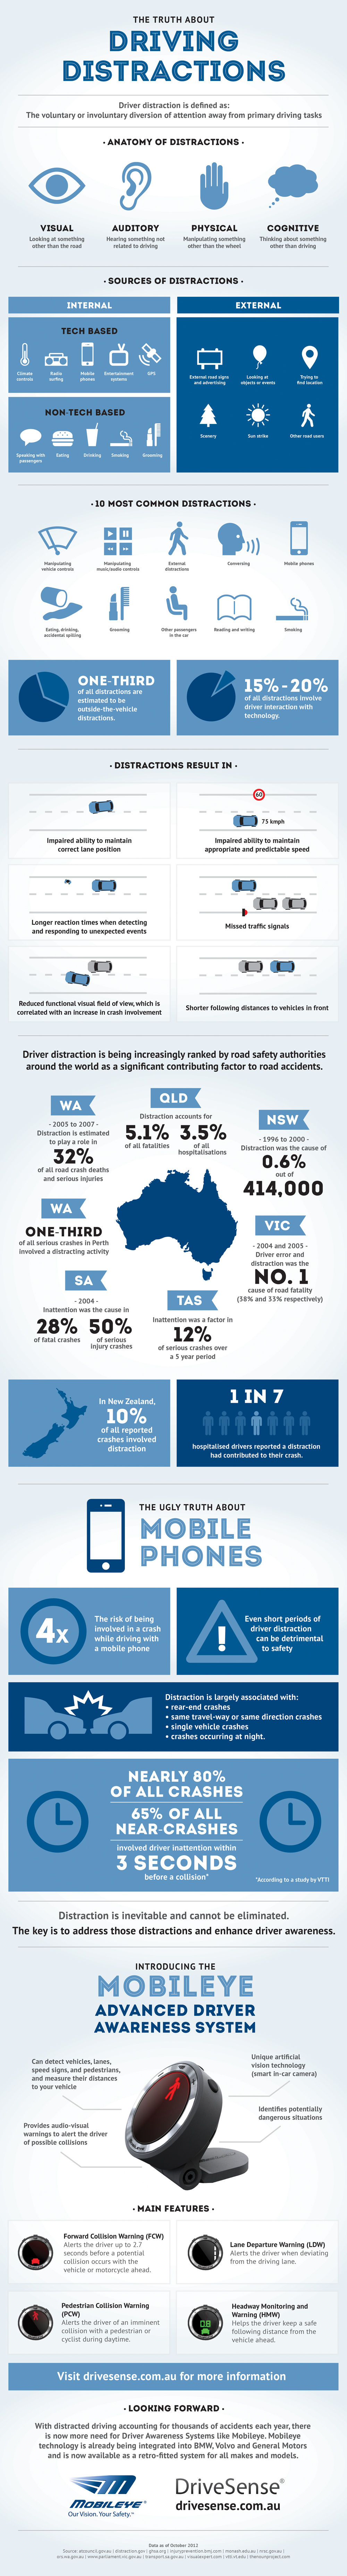 THE TRUTH ABOUT
DRIVING
DISTRACTIONS
Driver distraction is defined as:
The voluntary or involuntary diversion of attention away from primary driving tasks
· ANATOMY OF DISTRACTIONS ·
VISUAL
Looking at something
other than the road
AUDITORY
Hearing something not
related to driving
PHYSICAL
Manipulating something
other than the wheel
COGNITIVE
Thinking about something
other than driving
· SOURCES OF DISTRACTIONS ·
INTERNAL
TECH BASED
Climate
controls
Radio
surfing
Mobile
phones
Entertainment
systems
GPS
NON-TECH BASED
Speaking with
passengers
Eating
Drinking
Smoking
Grooming
EXTERNAL
External road signs
and advertising
Looking at
objects or events
Trying to
find location
Scenery
Sun strike
Other road users
· 10 MOST COMMON DISTRACTIONS ·
Manipulating
vehicle controls
Manipulating
music/audio controls
External
distractions
Conversing
Mobile phones
Eating, drinking,
accidental spilling
Grooming
Other passengers
in the car
Reading and writing
Smoking
ONE-THIRD
of all distractions are
estimated to be
outside-the-vehicle
distractions.
15% - 20%
of all distractions involve
driver interaction with
technology.
· DISTRACTIONS RESULT IN ·
Impaired ability to maintain
correct lane position
60
75 kmph
Impaired ability to maintain
appropriate and predictable speed
Longer reaction times when detecting
and responding to unexpected events
Missed traffic signals
Reduced functional visual field of view, which is
correlated with an increase in crash involvement
Shorter following distances to vehicles in front
Driver distraction is being increasingly ranked by road safety authorities
around the world as a significant contributing factor to road accidents.
WA
- 2005 to 2007 -
Distraction is estimated
to play a role in
32%
of all road crash deaths
and serious injuries
QLD
Distraction accounts for
5.1%
of all fatalities
3.5%
of all
hospitalisations
NSW
- 1996 to 2000 -
Distraction was the cause of
0.6%
out of
414,000
WA
ONE-THIRD
of all serious crashes in Perth
involved a distracting activity
VIC
- 2004 and 2005 -
Driver error and
distraction was the
NO. 1
cause of road fatality
(38% and 33% respectively)
SA
- 2004 -
Inattention was the cause in
28%
of fatal crashes
50%
of serious
injury crashes
TAS
Inattention was a factor in
12%
of serious crashes over
a 5 year period
In New Zealand,
10%
of all reported
crashes involved
distraction
1 IN 7
hospitalised drivers reported a distraction
had contributed to their crash.
THE UGLY TRUTH ABOUT
MOBILE
PHONES
4x
The risk of being
involved in a crash
while driving with
a mobile phone
Even short periods of
driver distraction
can be detrimental
to safety
Distraction is largely associated with:
• rear-end crashes
• same travel-way or same direction crashes
• single vehicle crashes
• crashes occurring at night.
NEARLY 80%
OF ALL CRASHES
65% OF ALL
NEAR-CRASHES
involved driver inattention within
3 SECONDS
before a collision*
*According to a study by VTTI
Distraction is inevitable and cannot be eliminated.
The key is to address those distractions and enhance driver awareness.
INTRODUCING THE
MOBILEYE
ADVANCED DRIVER
AWARENESS SYSTEM
Can detect vehicles, lanes,
speed signs, and pedestrians,
and measure their distances
to your vehicle
Unique artificial
vision technology
(smart in-car camera)
Identifies potentially
dangerous situations
Provides audio-visual
warnings to alert the driver
of possible collisions
· MAIN FEATURES ·
Forward Collision Warning (FCW)
Alerts the driver up to 2.7
seconds before a potential
collision occurs with the
vehicle or motorcycle ahead.
Lane Departure Warning (LDW)
Alerts the driver when deviating
from the driving lane.
Pedestrian Collision Warning
(PCW)
Alerts the driver of an imminent
collision with a pedestrian or
cyclist during daytime.
Headway Monitoring and
Warning (HMW)
Helps the driver keep a safe
following distance from the
vehicle ahead.
Visit drivesense.com.au for more information
· LOOKING FORWARD ·
With distracted driving accounting for thousands of accidents each year, there
is now more need for Driver Awareness Systems like Mobileye. Mobileye
technology is already being integrated into BMW, Volvo and General Motors
and is now available as a retro-fitted system for all makes and models.
MOBILEYE®
Our Vision. Your Safety.™
DriveSense®
drivesense.com.au
Data as of October 2012